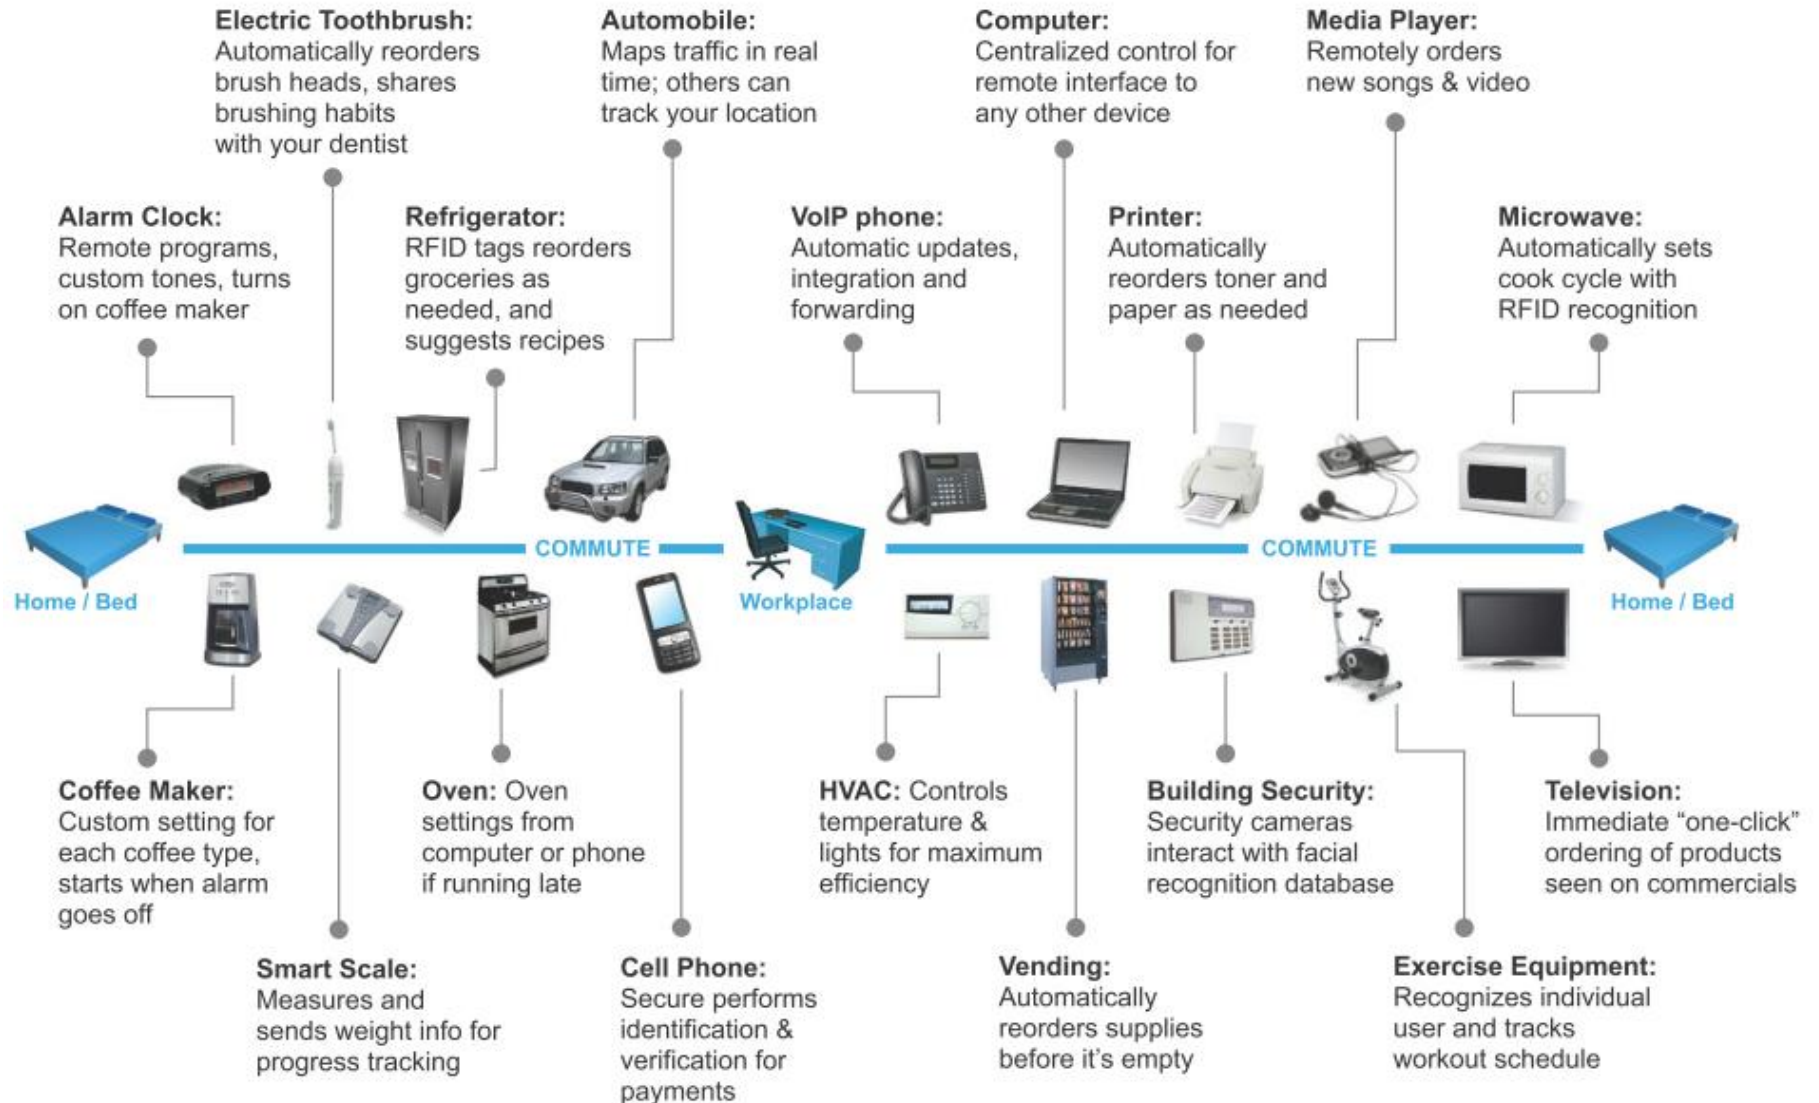 Electric Toothbrush:
Automatically reorders
brush heads, shares
brushing habits
with your dentist
Automobile:
Maps traffic in real
time; others can
track your location
Computer:
Centralized control for
remote interface to
any other device
Media Player:
Remotely orders
new songs & video
Alarm Clock:
Remote programs,
custom tones, turns
on coffee maker
Refrigerator:
RFID tags reorders
groceries as
needed, and
suggests recipes
VoIP phone:
Automatic updates,
integration and
forwarding
Printer:
Automatically
reorders toner and
paper as needed
Microwave:
Automatically sets
cook cycle with
RFID recognition
COMMUTE
COMMUTE
Home / Bed
Workplace
Home / Bed
Coffee Maker:
Custom setting for
each coffee type,
starts when alarm
goes off
Oven: Oven
settings from
computer or phone
if running late
HVAC: Controls
temperature &
lights for maximum
efficiency
Building Security:
Security cameras
interact with facial
recognition database
Television:
Immediate “one-click”
ordering of products
seen on commercials
Smart Scale:
Measures and
sends weight info for
progress tracking
Cell Phone:
Secure performs
identification &
verification for
payments
Vending:
Automatically
reorders supplies
before it’s empty
Exercise Equipment:
Recognizes individual
user and tracks
workout schedule